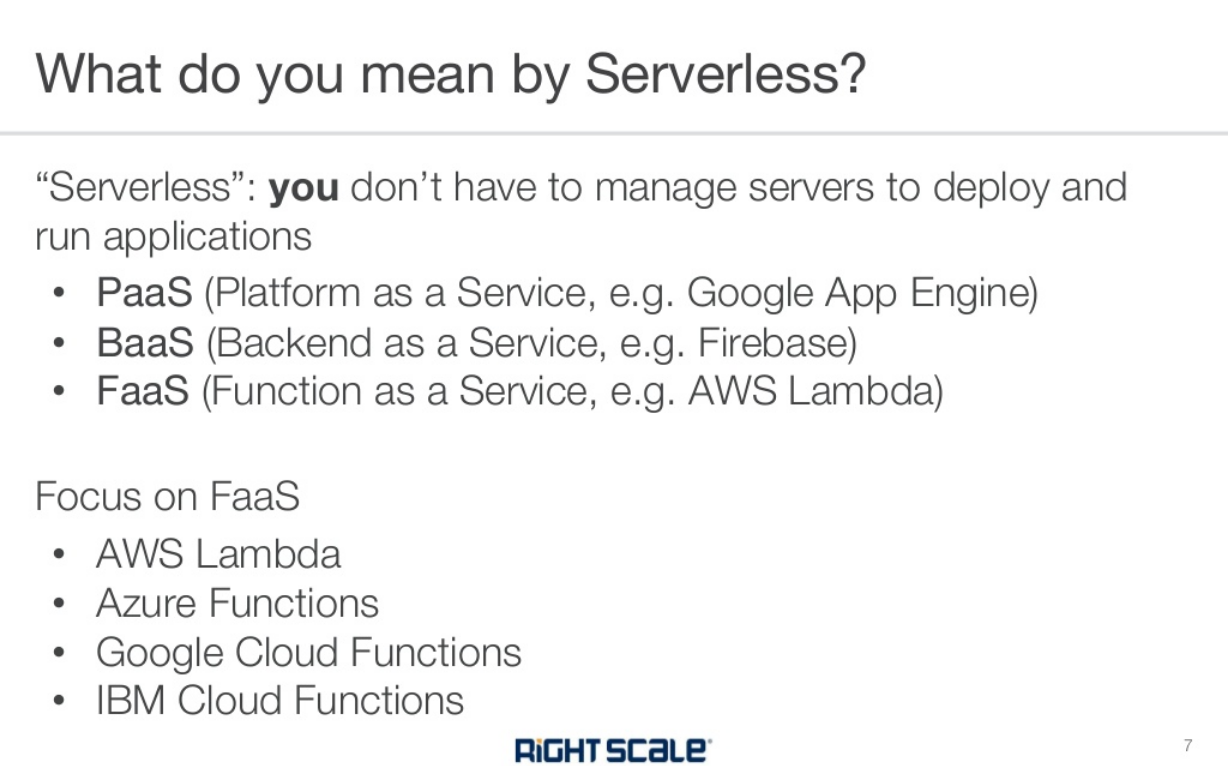 What do you mean by Serverless?
“Serverless”: you don’t have to manage servers to deploy and
run applications
• PaaS (Platform as a Service, e.g. Google App Engine)
• BaaS (Backend as a Service, e.g. Firebase)
• FaaS (Function as a Service, e.g. AWS Lambda)
Focus on FaaS
• AWS Lambda
• Azure Functions
• Google Cloud Functions
• IBM Cloud Functions
RIGHT SCALE®
7